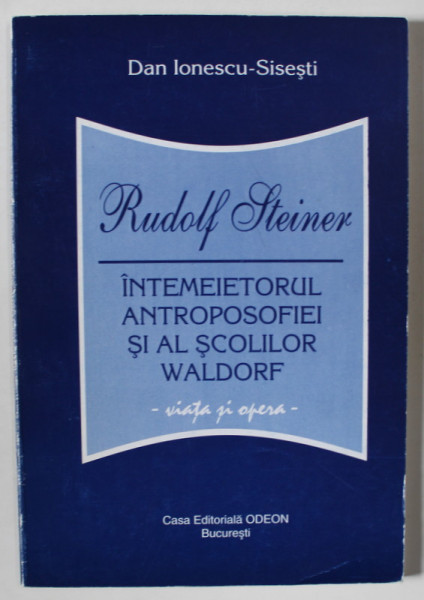 Dan Ionescu-Sisești
Rudolf Steiner
ÎNTEMEIETORUL
ANTROPOSOFIEI
ȘI AL ȘCOLILOR
WALDORF
- viața și opera -
Casa Editorială ODEON
București